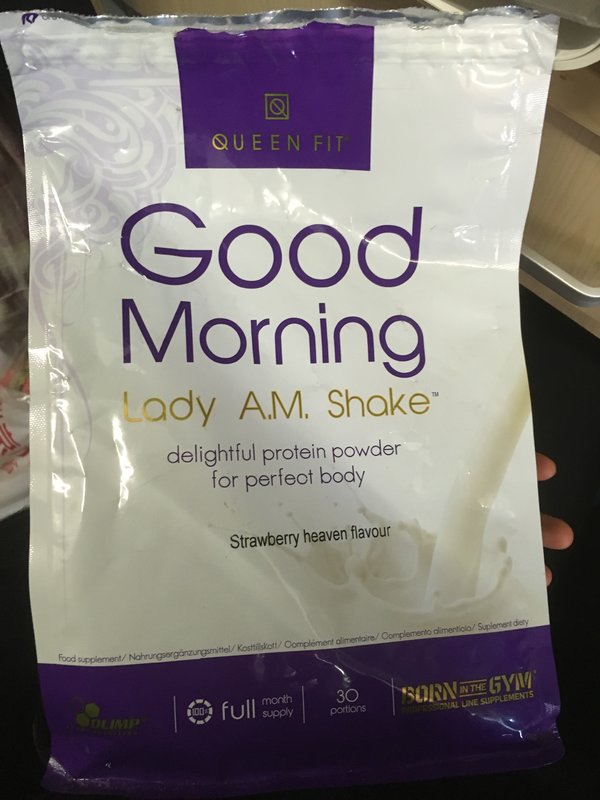 QUEEN FIT
Good
Morning
Lady A.M. Shake™
delightful protein powder
for perfect body
Strawberry heaven flavour
Food supplement/ Nahrungsergänzungsmittel/ Kosttillskott/ Complément alimentaire/ Complemento alimenticio/ Suplement diety
OLIMP
full month supply
30 portions
BORN IN THE GYM
PROFESSIONAL LINE SUPPLEMENTS